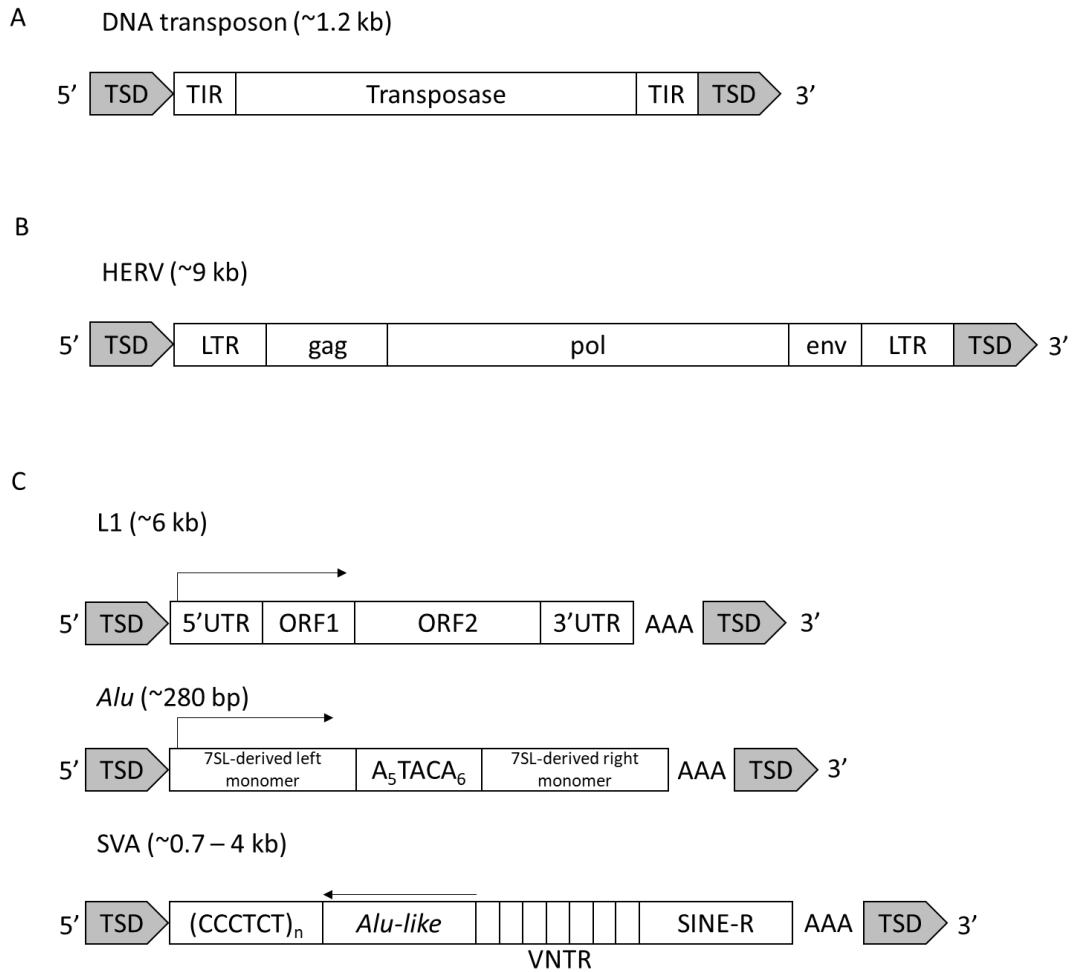 A
DNA transposon (~1.2 kb)
5’ TSD TIR Transposase TIR TSD 3’
B
HERV (~9 kb)
5’ TSD LTR gag pol env LTR TSD 3’
C
L1 (~6 kb)
5’ TSD 5’UTR ORF1 ORF2 3’UTR AAA TSD 3’
Alu (~280 bp)
5’ TSD 7SL-derived left monomer A₅TACA₆ 7SL-derived right monomer AAA TSD 3’
SVA (~0.7 – 4 kb)
5’ TSD (CCCTCT)ₙ Alu-like SINE-R AAA TSD 3’
VNTR